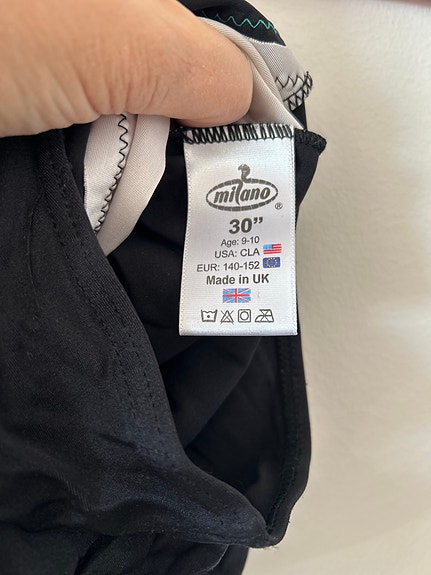 milano
®
30”
Age: 9-10
USA: CLA
EUR: 140-152
Made in UK